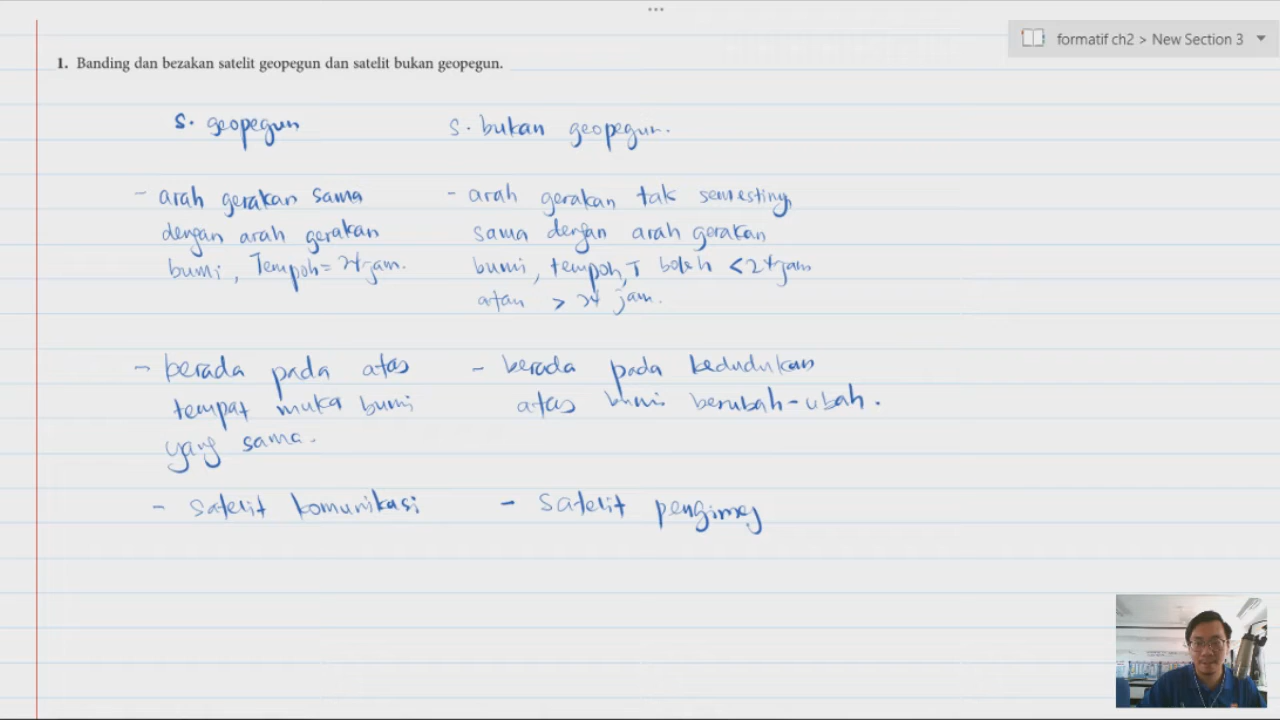 formatif ch2 > New Section 3
1. Banding dan bezakan satelit geopegun dan satelit bukan geopegun.
s. geopegun
s. bukan geopegun.
- arah gerakan sama
dengan arah gerakan
bumi, Tempoh = 24 jam.
- arah gerakan tak semesting
sama dengan arah gerakan
bumi, tempoh, T boleh < 24 jam
atau > 24 jam.
- berada pada atas
tempat muka bumi
yang sama.
- berada pada kedudukan
atas bumi berubah-ubah.
- satelit komunikasi
- satelit pengimej